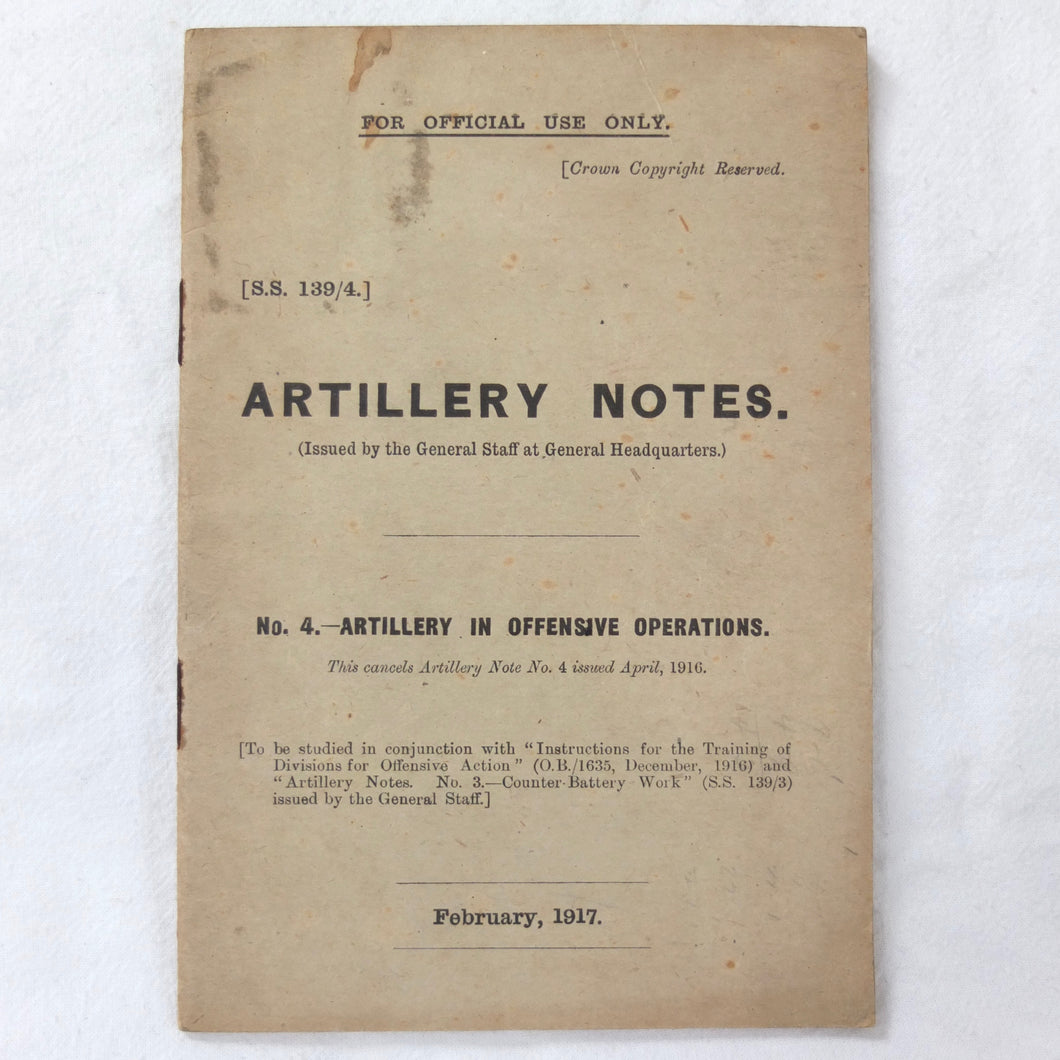 FOR OFFICIAL USE ONLY.
[Crown Copyright Reserved.
[S.S. 139/4.]
ARTILLERY NOTES.
(Issued by the General Staff at General Headquarters.)
No. 4.—ARTILLERY IN OFFENSIVE OPERATIONS.
This cancels Artillery Note No. 4 issued April, 1916.
[To be studied in conjunction with "Instructions for the Training of
Divisions for Offensive Action" (O.B./1635, December, 1916) and
"Artillery Notes. No. 3.—Counter-Battery Work" (S.S. 139/3)
issued by the General Staff.]
February, 1917.